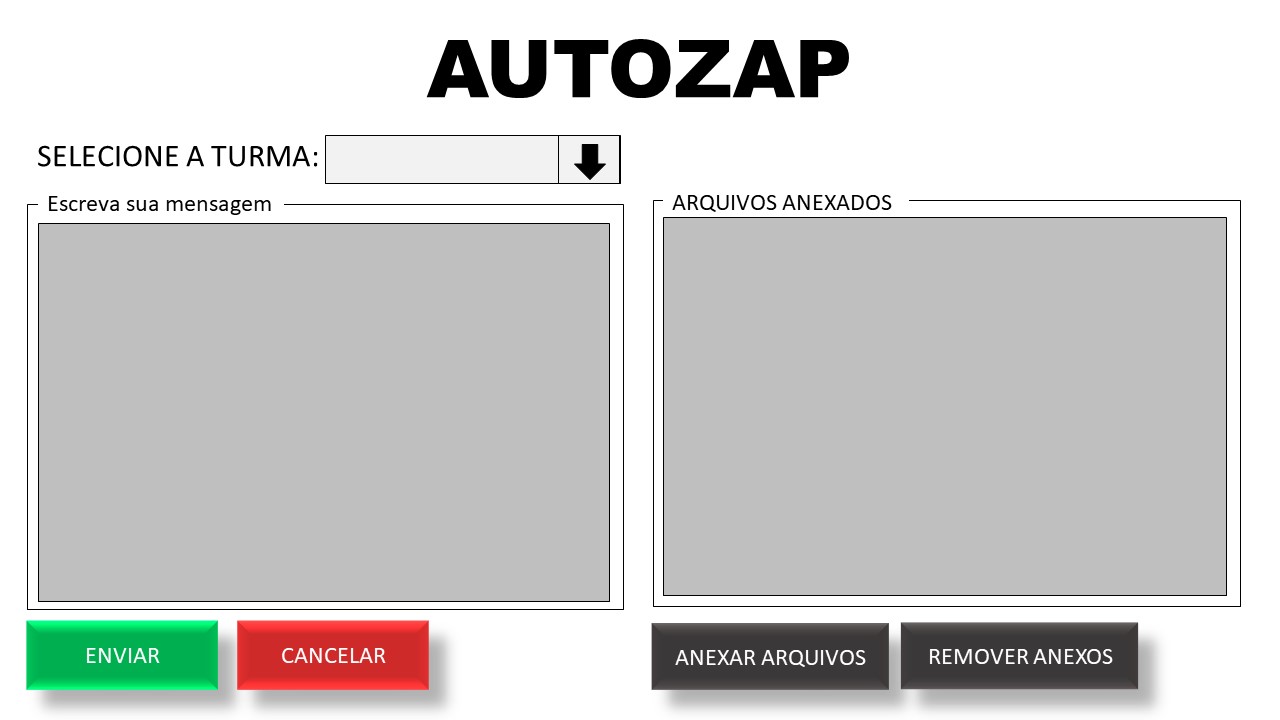 AUTOZAP
SELECIONE A TURMA:
Escreva sua mensagem
ARQUIVOS ANEXADOS
ENVIAR
CANCELAR
ANEXAR ARQUIVOS
REMOVER ANEXOS